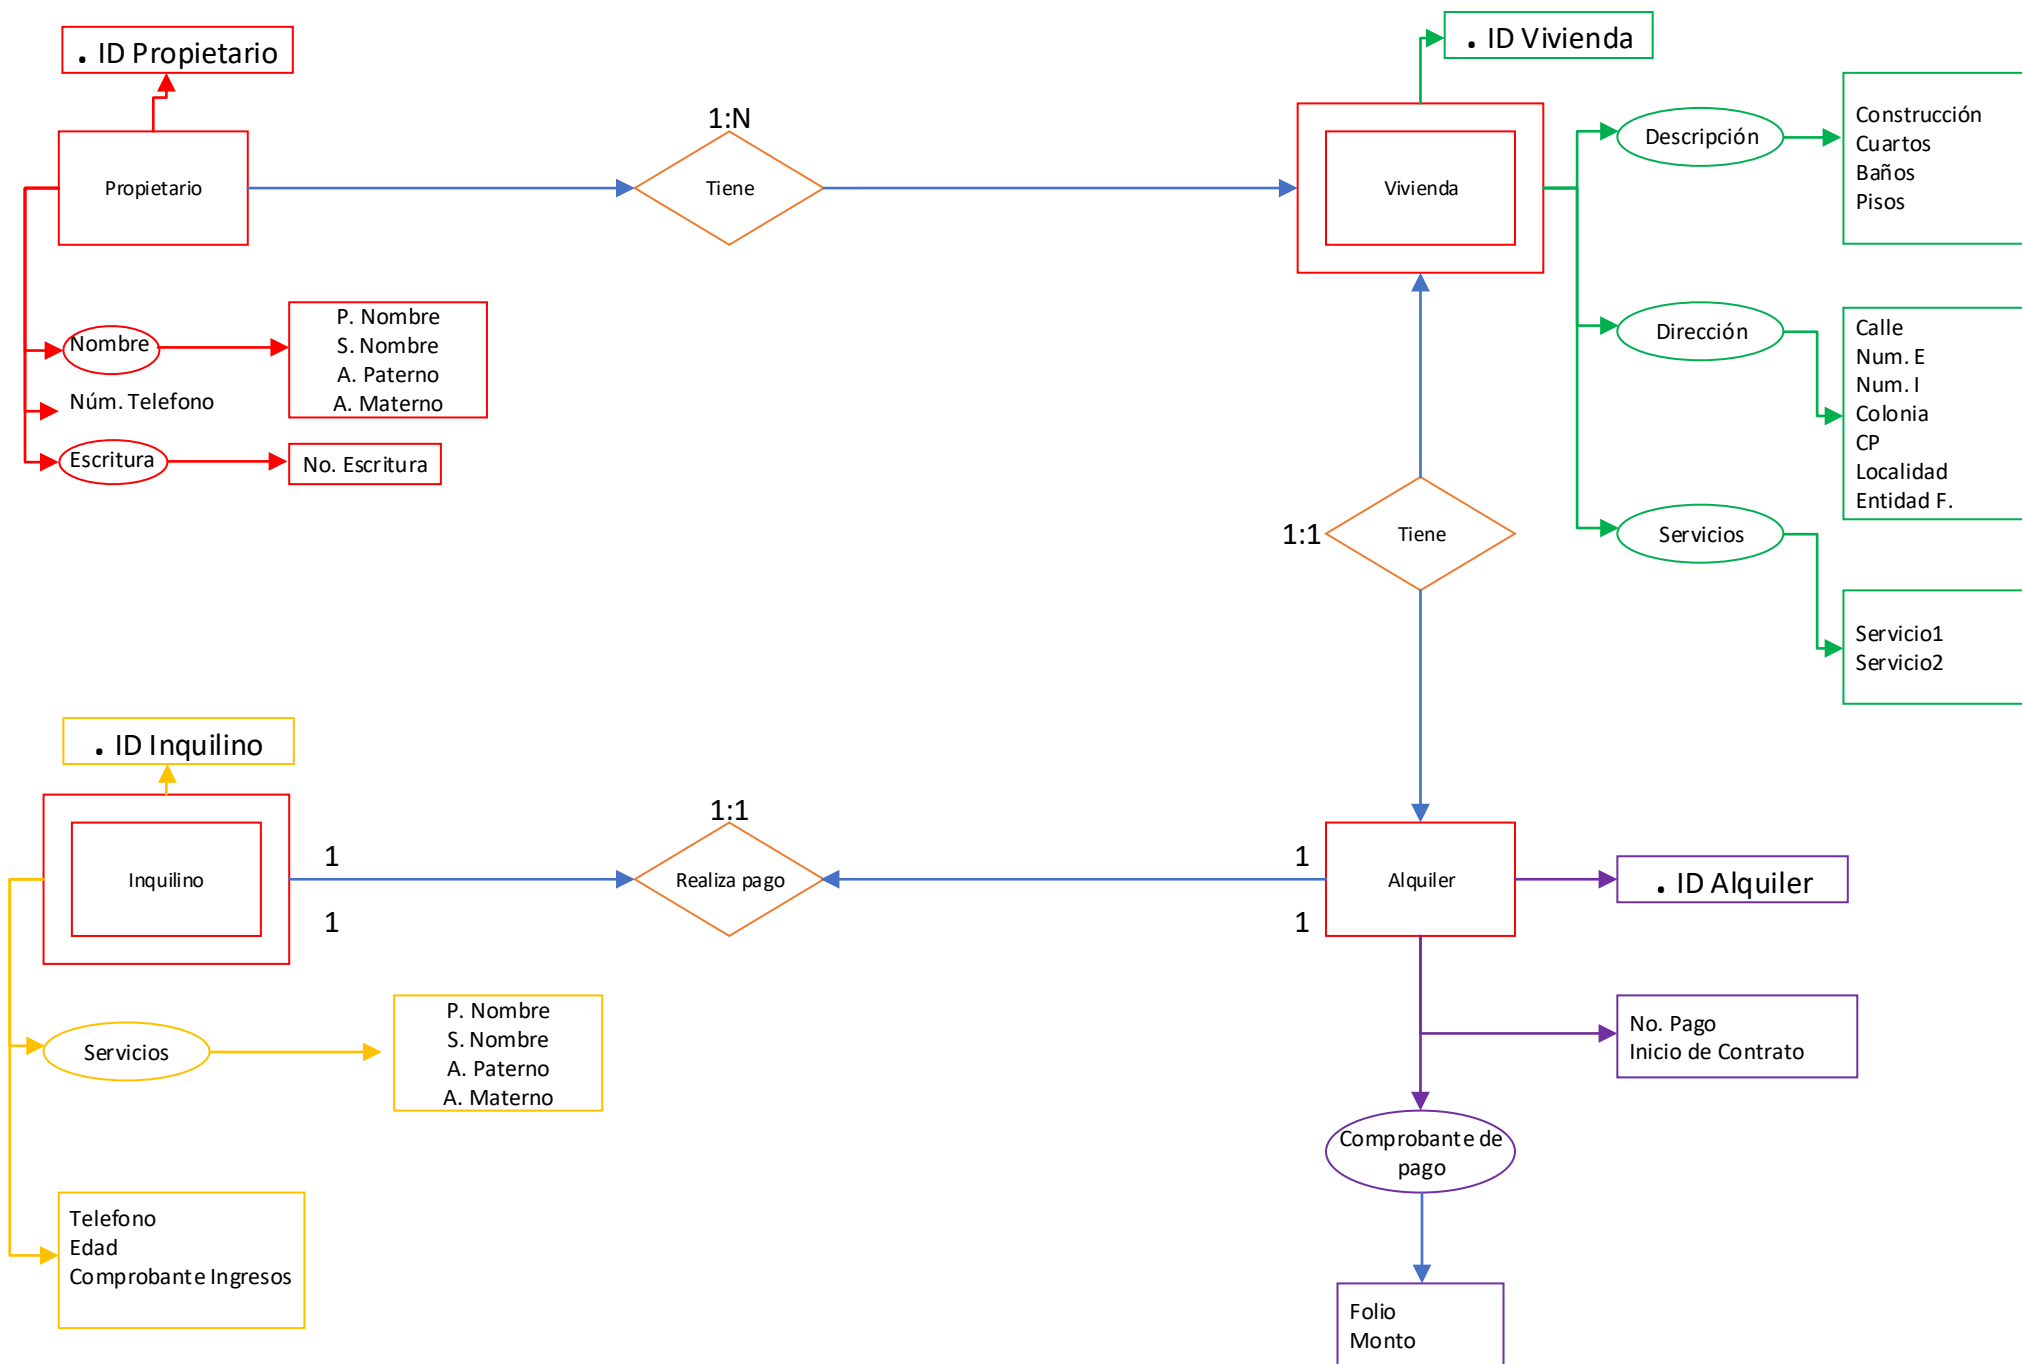 . ID Propietario
. ID Vivienda
1:N
Propietario
Tiene
Vivienda
Descripción
Construcción
Cuartos
Baños
Pisos
Nombre
P. Nombre
S. Nombre
A. Paterno
A. Materno
Núm. Telefono
Escritura
No. Escritura
Dirección
Calle
Num. E
Num. I
Colonia
CP
Localidad
Entidad F.
1:1
Tiene
Servicios
Servicio1
Servicio2
. ID Inquilino
1:1
Inquilino
1
1
Realiza pago
1
1
Alquiler
. ID Alquiler
Servicios
P. Nombre
S. Nombre
A. Paterno
A. Materno
No. Pago
Inicio de Contrato
Comprobante de
pago
Telefono
Edad
Comprobante Ingresos
Folio
Monto